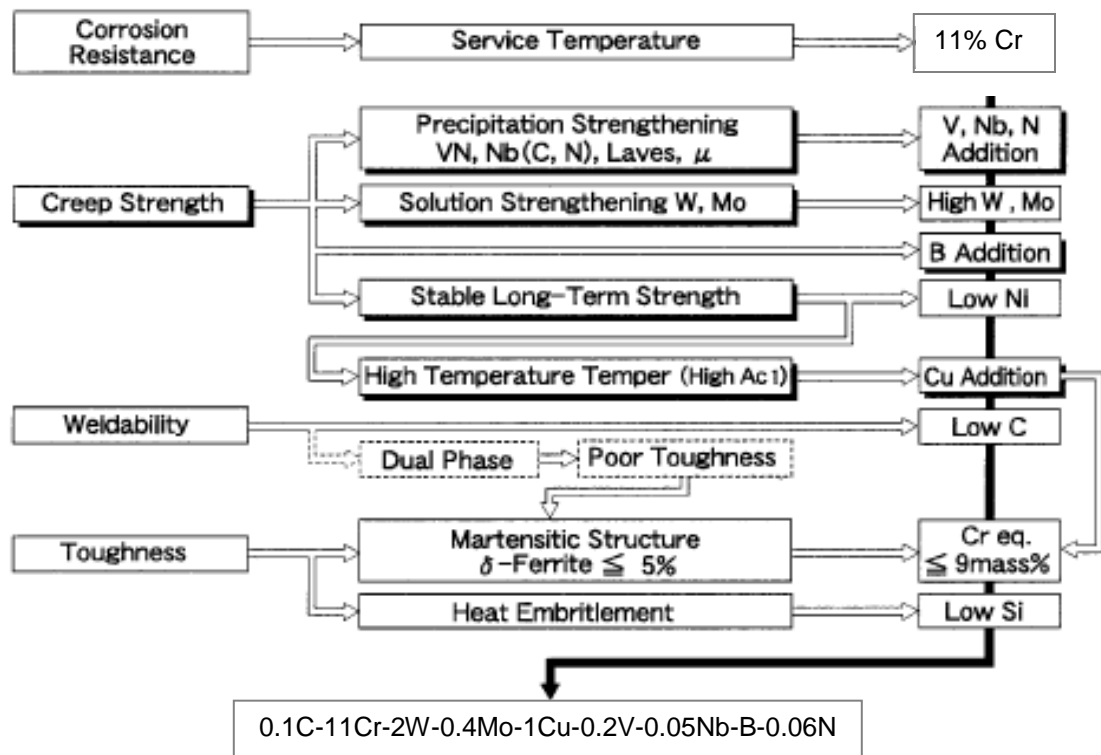 Corrosion
Resistance
Service Temperature
11% Cr
Precipitation Strengthening
VN, Nb(C, N), Laves, μ
V, Nb, N
Addition
Creep Strength
Solution Strengthening W, Mo
High W , Mo
B Addition
Stable Long-Term Strength
Low Ni
High Temperature Temper (High Ac1)
Cu Addition
Weldability
Low C
Dual Phase
Poor Toughness
Toughness
Martensitic Structure
δ-Ferrite ≦ 5%
Cr eq.
≦ 9mass%
Heat Embritlement
Low Si
0.1C-11Cr-2W-0.4Mo-1Cu-0.2V-0.05Nb-B-0.06N